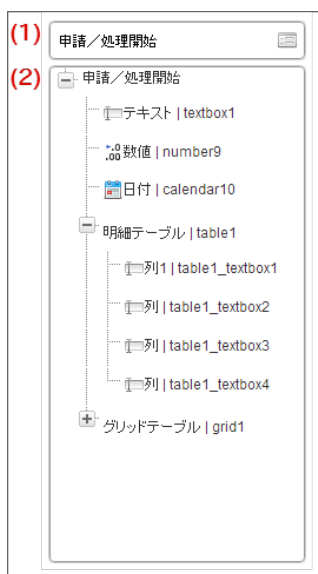 (1) 申請／処理開始
(2) 申請／処理開始
テキスト | textbox1
.00 数値 | number9
日付 | calendar10
明細テーブル | table1
列1 | table1_textbox1
列 | table1_textbox2
列 | table1_textbox3
列 | table1_textbox4
グリッドテーブル | grid1